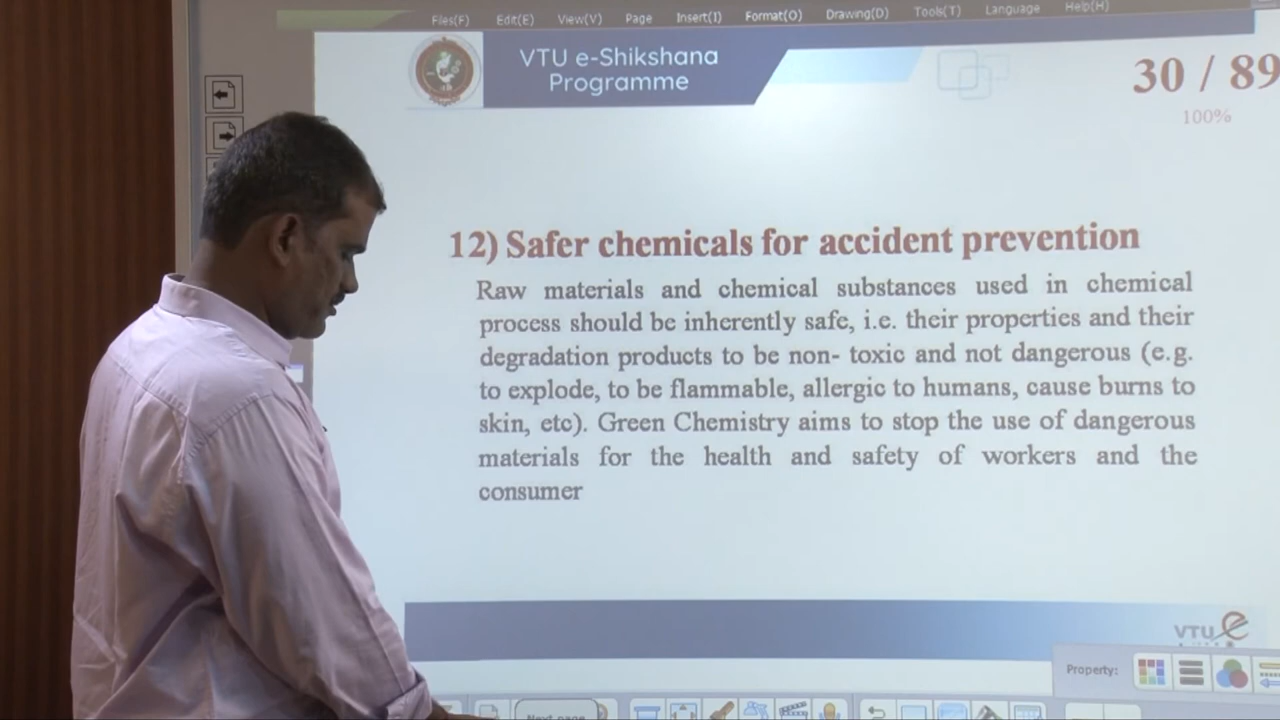 Files(F) Edit(E) View(V) Page Insert(I) Format(O) Drawing(D) Tools(T) Language Help(H)
VTU e-Shikshana
Programme
30 / 89
100%
12) Safer chemicals for accident prevention
Raw materials and chemical substances used in chemical
process should be inherently safe, i.e. their properties and their
degradation products to be non- toxic and not dangerous (e.g.
to explode, to be flammable, allergic to humans, cause burns to
skin, etc). Green Chemistry aims to stop the use of dangerous
materials for the health and safety of workers and the
consumer
VTU e
Property:
Next page